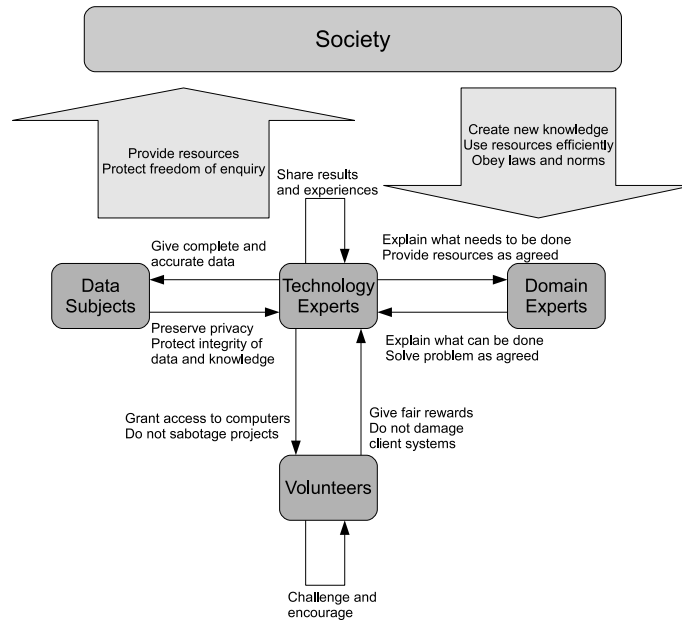 Society
Provide resources
Protect freedom of enquiry
Create new knowledge
Use resources efficiently
Obey laws and norms
Share results
and experiences
Give complete and
accurate data
Explain what needs to be done
Provide resources as agreed
Data
Subjects
Technology
Experts
Domain
Experts
Preserve privacy
Protect integrity of
data and knowledge
Explain what can be done
Solve problem as agreed
Grant access to computers
Do not sabotage projects
Give fair rewards
Do not damage
client systems
Volunteers
Challenge and
encourage